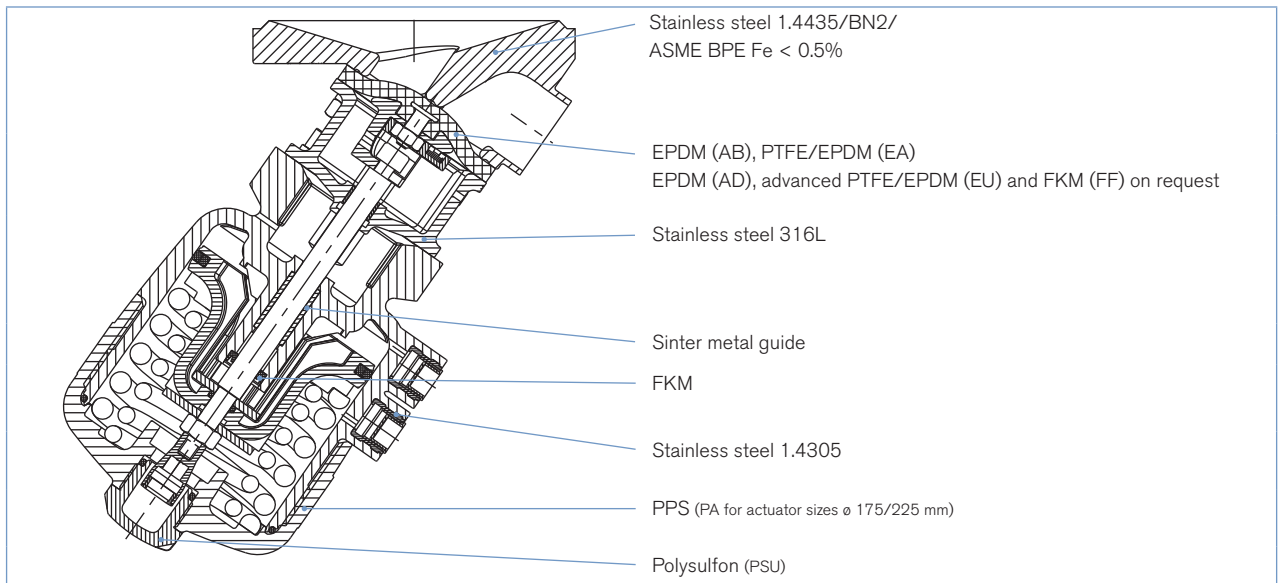 Stainless steel 1.4435/BN2/
ASME BPE Fe < 0.5%
EPDM (AB), PTFE/EPDM (EA)
EPDM (AD), advanced PTFE/EPDM (EU) and FKM (FF) on request
Stainless steel 316L
Sinter metal guide
FKM
Stainless steel 1.4305
PPS (PA for actuator sizes ø 175/225 mm)
Polysulfon (PSU)